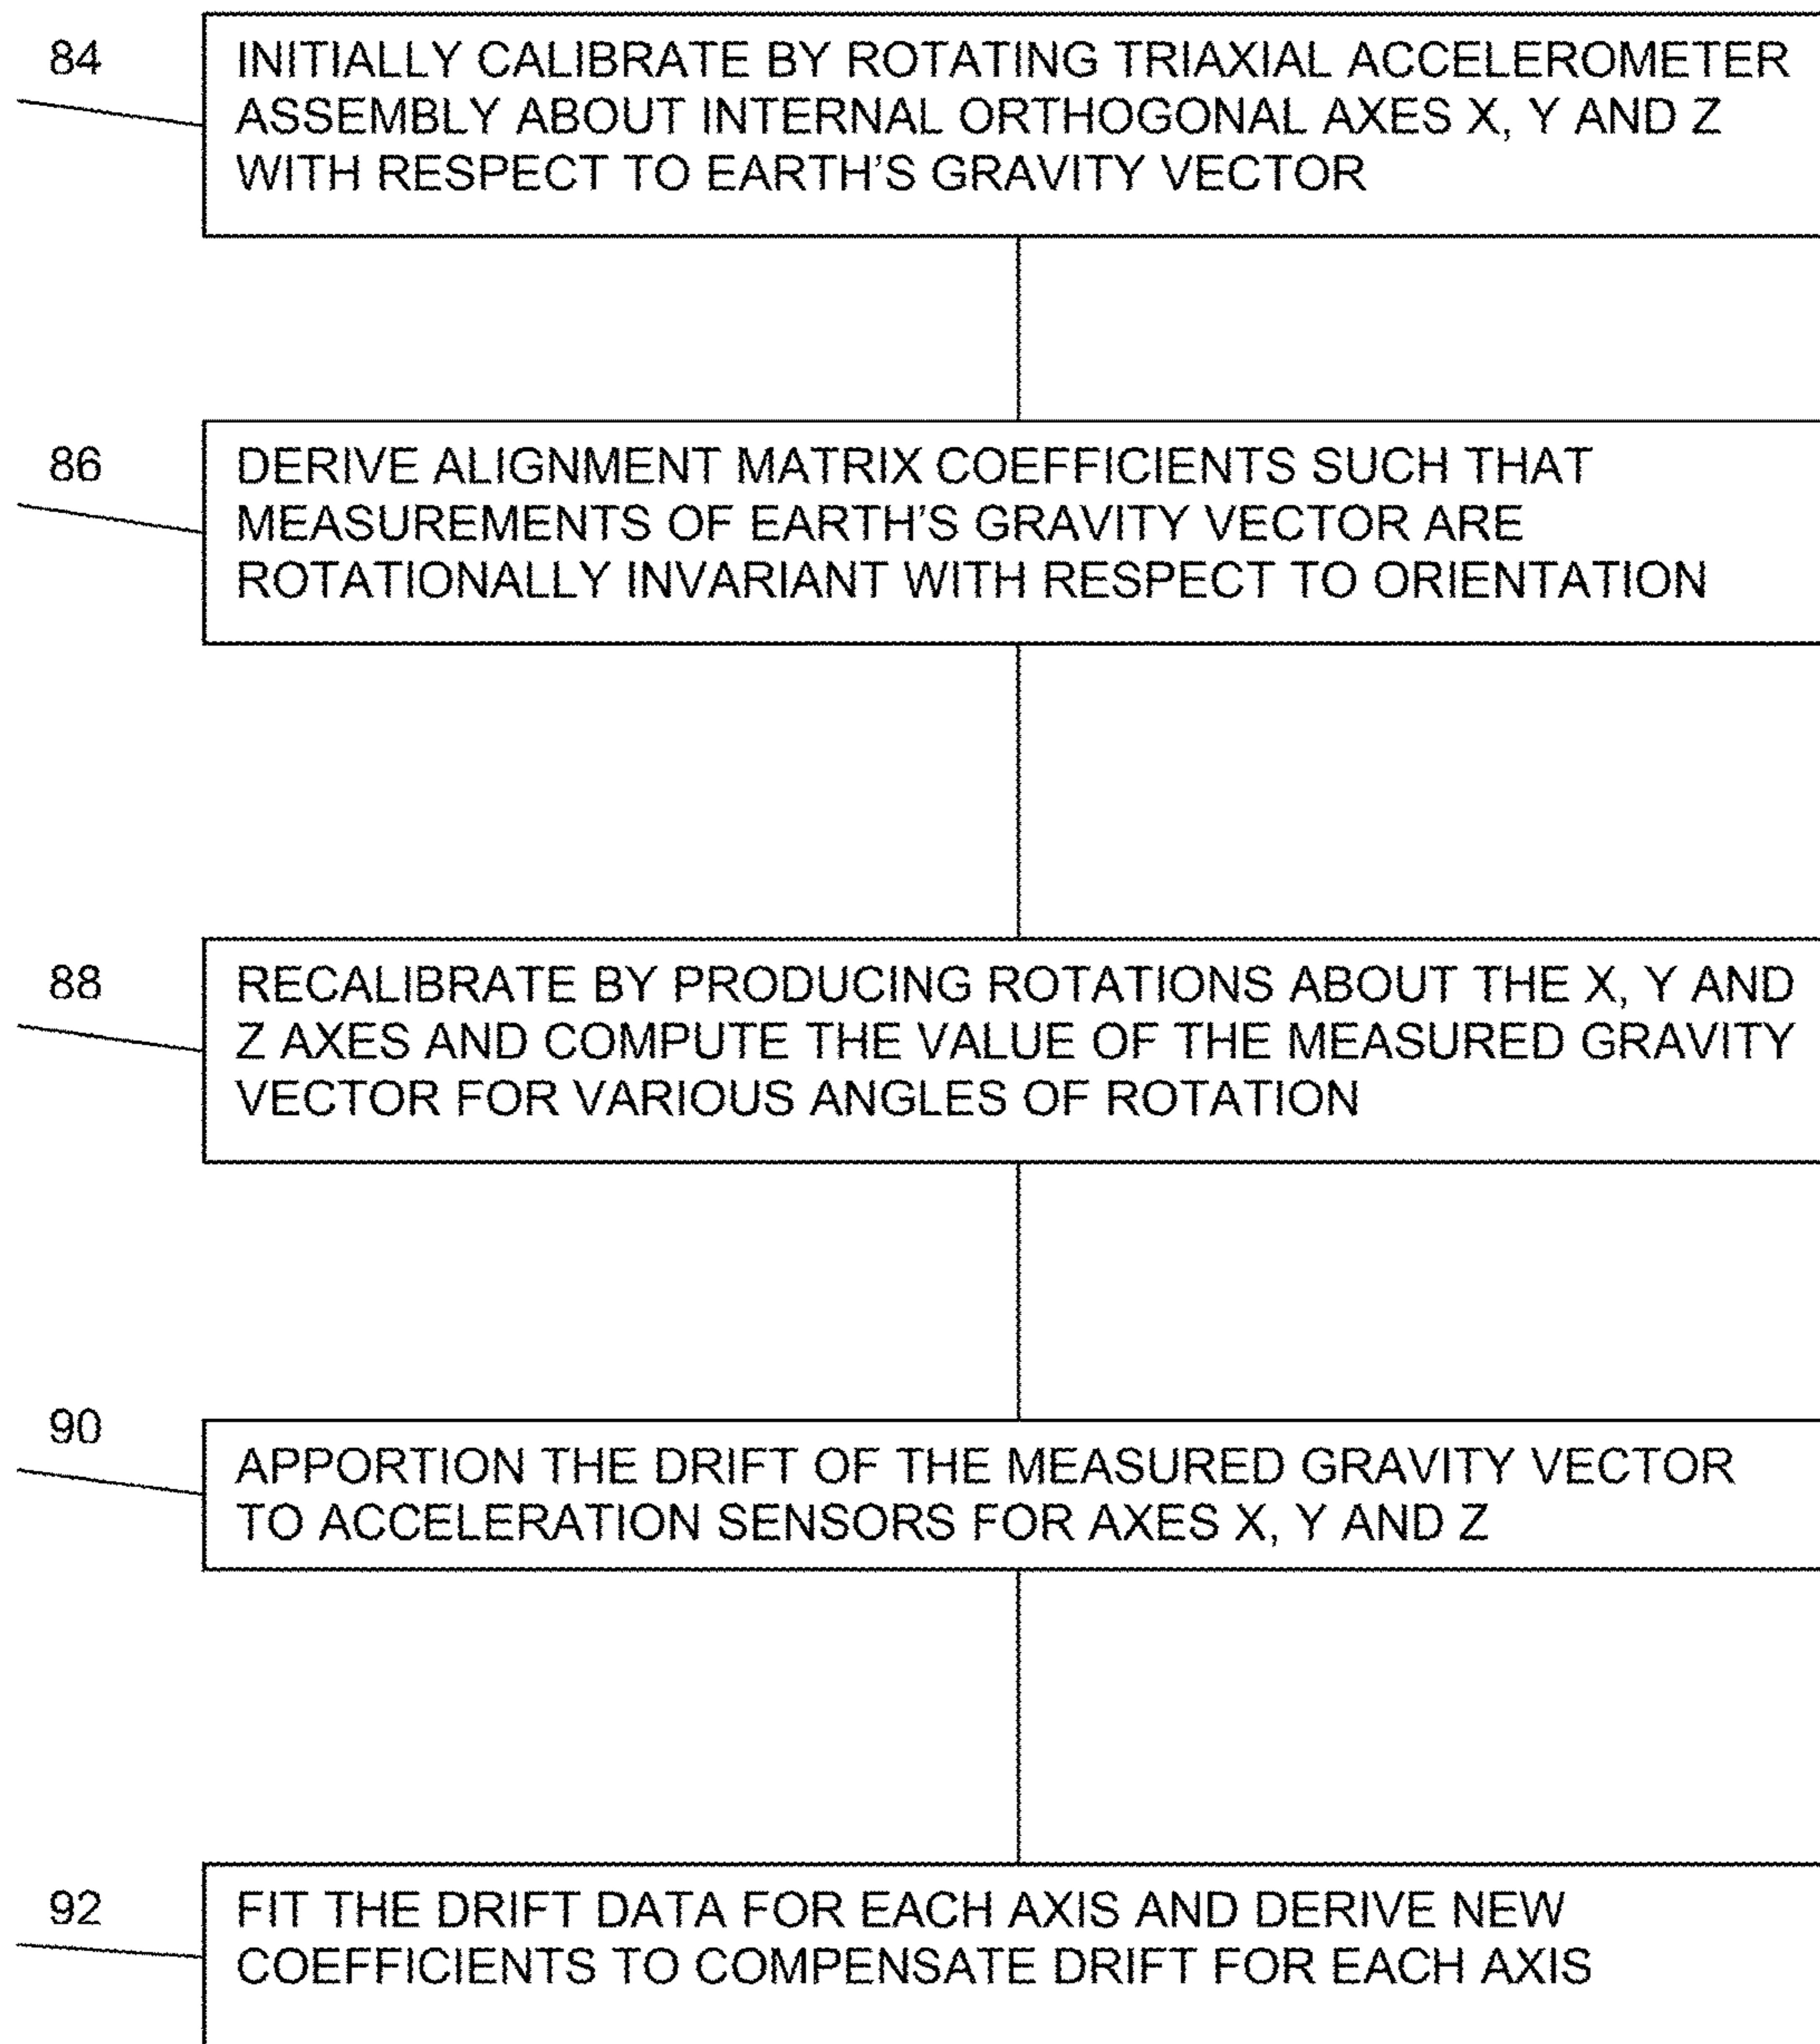 84
INITIALLY CALIBRATE BY ROTATING TRIAXIAL ACCELEROMETER
ASSEMBLY ABOUT INTERNAL ORTHOGONAL AXES X, Y AND Z
WITH RESPECT TO EARTH'S GRAVITY VECTOR
86
DERIVE ALIGNMENT MATRIX COEFFICIENTS SUCH THAT
MEASUREMENTS OF EARTH'S GRAVITY VECTOR ARE
ROTATIONALLY INVARIANT WITH RESPECT TO ORIENTATION
88
RECALIBRATE BY PRODUCING ROTATIONS ABOUT THE X, Y AND
Z AXES AND COMPUTE THE VALUE OF THE MEASURED GRAVITY
VECTOR FOR VARIOUS ANGLES OF ROTATION
90
APPORTION THE DRIFT OF THE MEASURED GRAVITY VECTOR
TO ACCELERATION SENSORS FOR AXES X, Y AND Z
92
FIT THE DRIFT DATA FOR EACH AXIS AND DERIVE NEW
COEFFICIENTS TO COMPENSATE DRIFT FOR EACH AXIS